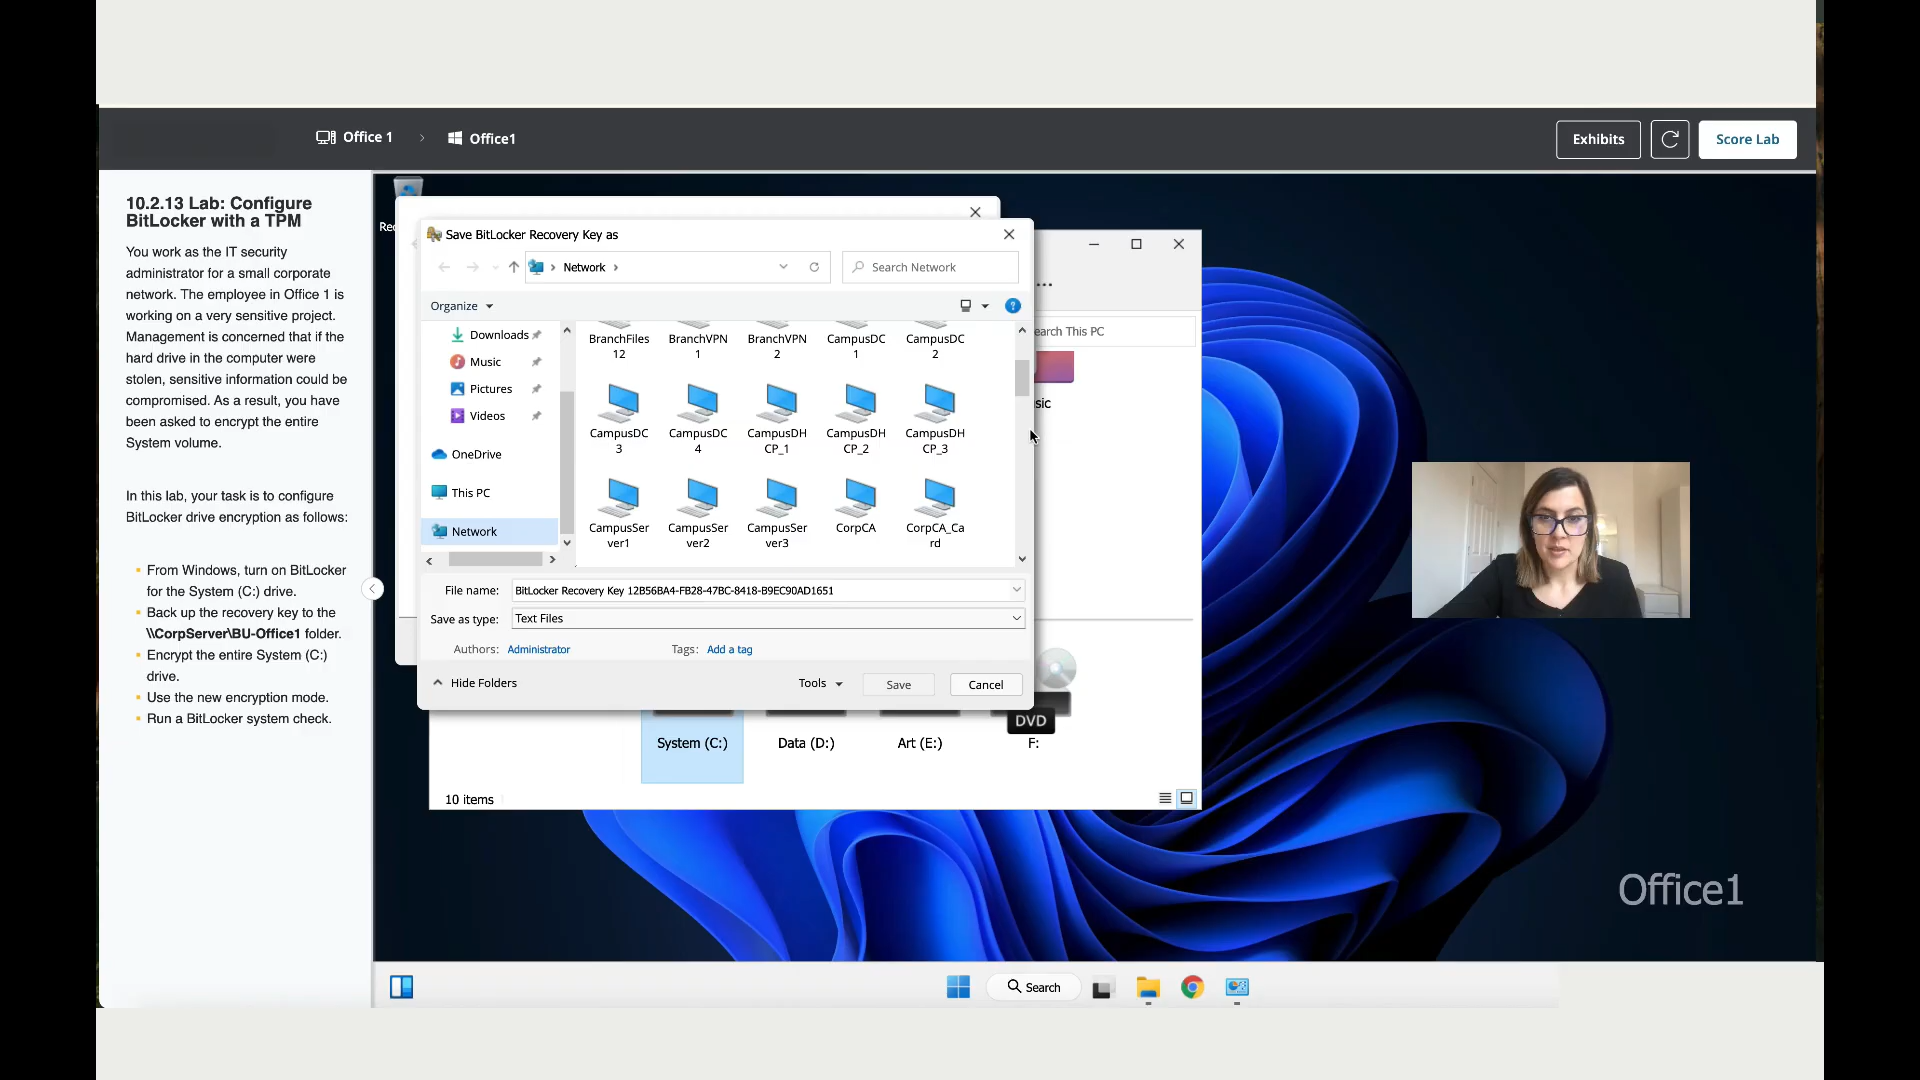 Office 1
Office1
Exhibits
Score Lab
10.2.13 Lab: Configure
BitLocker with a TPM
You work as the IT security
administrator for a small corporate
network. The employee in Office 1 is
working on a very sensitive project.
Management is concerned that if the
hard drive in the computer were
stolen, sensitive information could be
compromised. As a result, you have
been asked to encrypt the entire
System volume.
In this lab, your task is to configure
BitLocker drive encryption as follows:
From Windows, turn on BitLocker
for the System (C:) drive.
Back up the recovery key to the
\\CorpServer\BU-Office1 folder.
Encrypt the entire System (C:)
drive.
Use the new encryption mode.
Run a BitLocker system check.
Save BitLocker Recovery Key as
Network
Search Network
Organize
Downloads
Music
Pictures
Videos
OneDrive
This PC
Network
BranchFiles
12
BranchVPN
1
BranchVPN
2
CampusDC
1
CampusDC
2
CampusDC
3
CampusDC
4
CampusDH
CP_1
CampusDH
CP_2
CampusDH
CP_3
CampusSer
ver1
CampusSer
ver2
CampusSer
ver3
CorpCA
CorpCA_Ca
rd
File name: BitLocker Recovery Key 12B56BA4-FB28-47BC-8418-B9EC90AD1651
Save as type: Text Files
Authors: Administrator
Tags: Add a tag
Hide Folders
Tools
Save
Cancel
earch This PC
sic
DVD
System (C:)
Data (D:)
Art (E:)
F:
10 items
Office1
Search